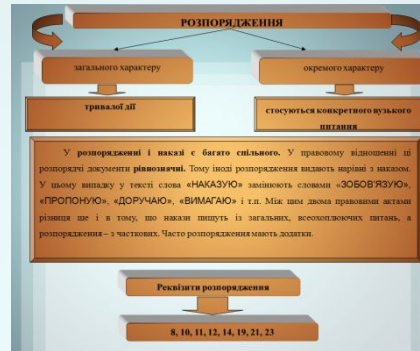 РОЗПОРЯДЖЕННЯ
загального характеру
окремого характеру
тривалої дії
стосуються конкретного вузького
питання
У розпорядженні і наказі є багато спільного. У правовому відношенні ці
розпорядчі документи рівнозначні. Тому іноді розпорядження видають нарівні з наказом.
У цьому випадку у тексті слова «НАКАЗУЮ» замінюють словами «ЗОБОВ'ЯЗУЮ»,
«ПРОПОНУЮ», «ДОРУЧАЮ», «ВИМАГАЮ» і т.п. Між цим двома правовими актами
різниця ще і в тому, що накази пишуть із загальних, всеохоплюючих питань, а
розпорядження – з часткових. Часто розпорядження мають додатки.
Реквізити розпорядження
8, 10, 11, 12, 14, 19, 21, 23